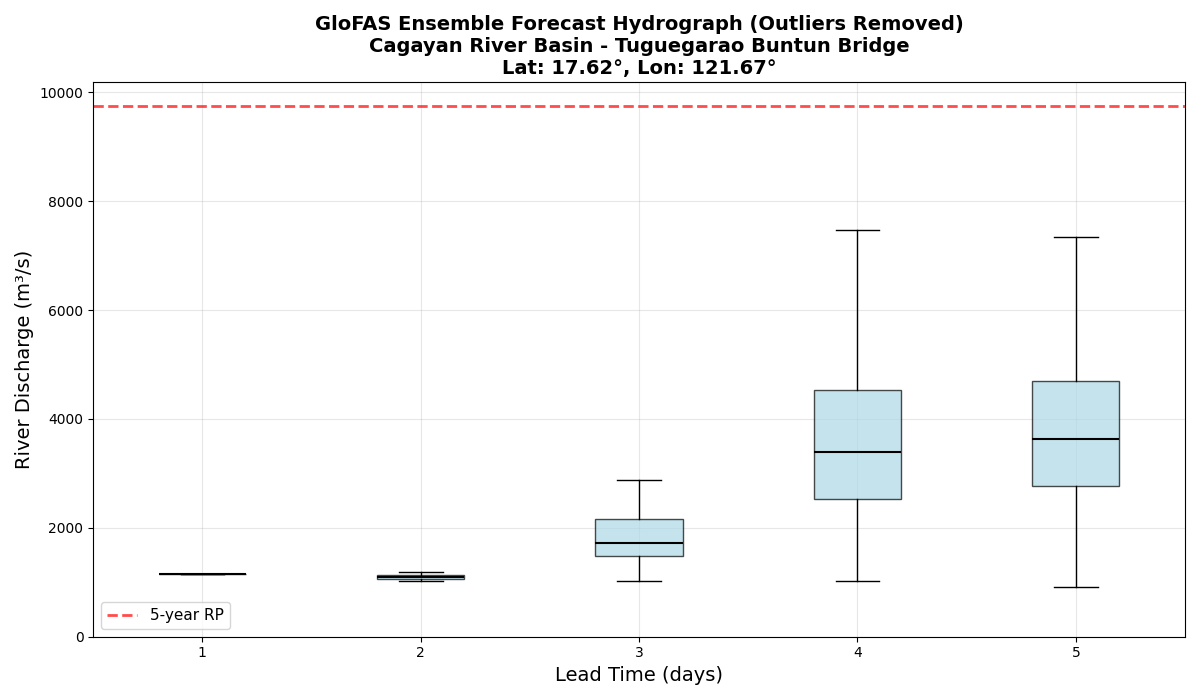 GloFAS Ensemble Forecast Hydrograph (Outliers Removed)
Cagayan River Basin - Tuguegarao Buntun Bridge
Lat: 17.62°, Lon: 121.67°
River Discharge (m³/s)
10000
8000
6000
4000
2000
0
5-year RP
1 2 3 4 5
Lead Time (days)